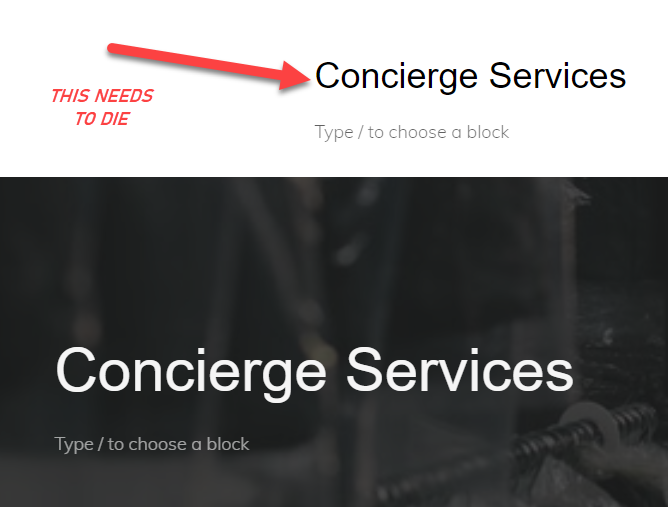 Concierge Services
THIS NEEDS
TO DIE
Type / to choose a block
Concierge Services
Type / to choose a block